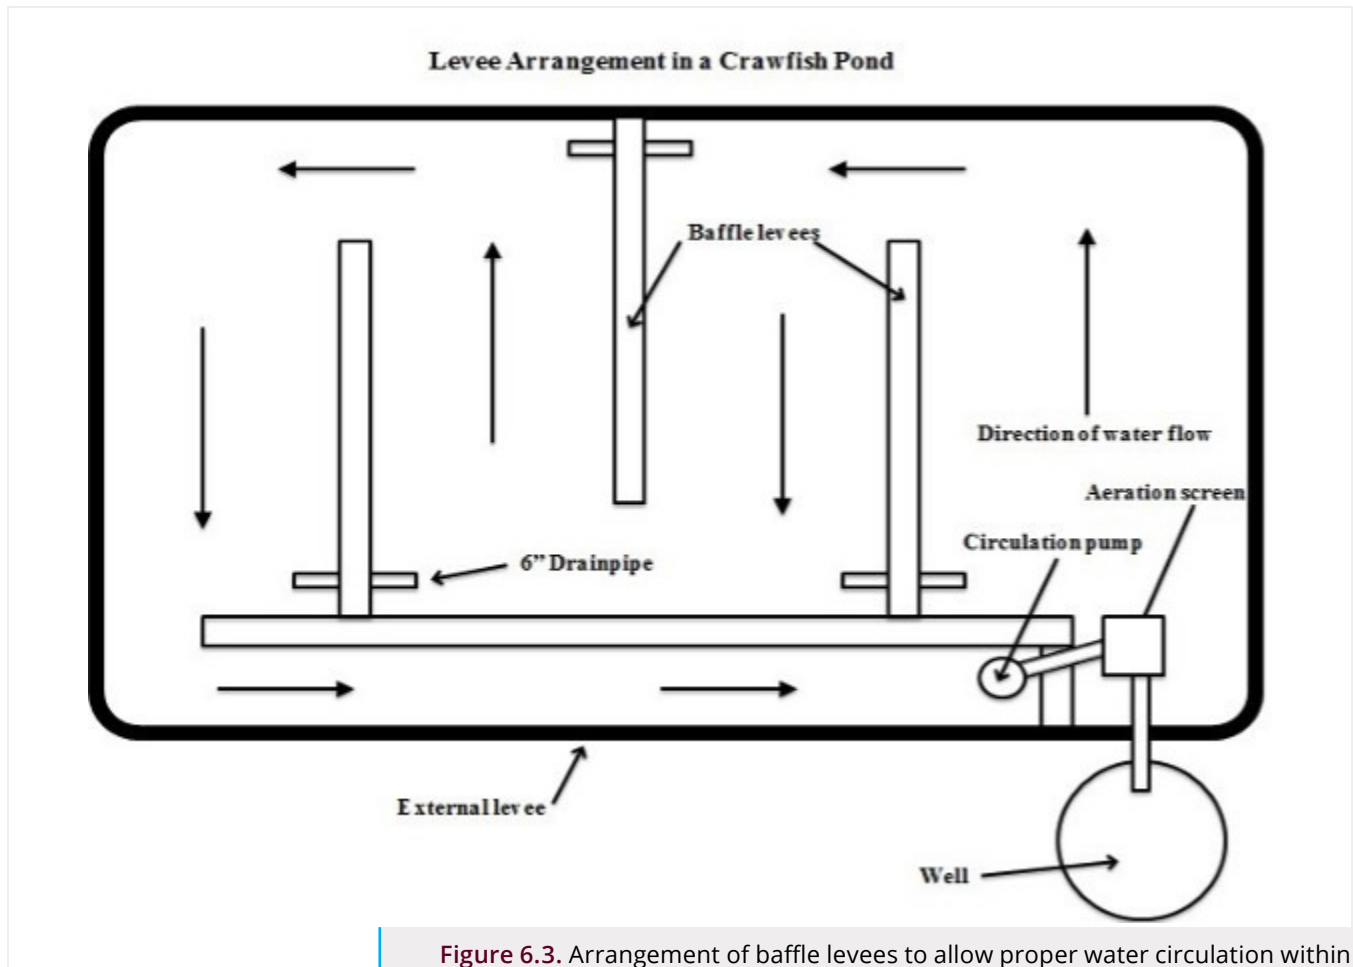 Levee Arrangement in a Crawfish Pond
Baffle levees
Direction of water flow
Aeration screen
Circulation pump
6” Drainpipe
External levee
Well
Figure 6.3. Arrangement of baffle levees to allow proper water circulation within